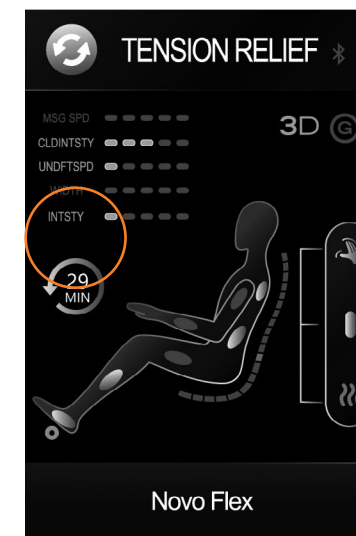 TENSION RELIEF
MSG SPD
CLDINTSTY
UNDFTSPD
WIDTH
INTSTY
3D G
29
MIN
Novo Flex